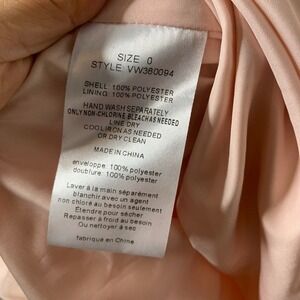 SIZE 0
STYLE VW360094
SHELL: 100% POLYESTER
LINING: 100% POLYESTER
HAND WASH SEPARATELY
ONLY NON-CHLORINE BLEACH AS NEEDED
LINE DRY
COOL IRON AS NEEDED
OR DRY CLEAN
MADE IN CHINA
enveloppe: 100% polyester
doublure: 100% polyester
Laver à la main séparément
blanchir avec un agent
non chloré au besoin seulement
Étendre pour sécher
Repasser à froid au besoin
Ou nettoyer à sec
fabriqué en Chine